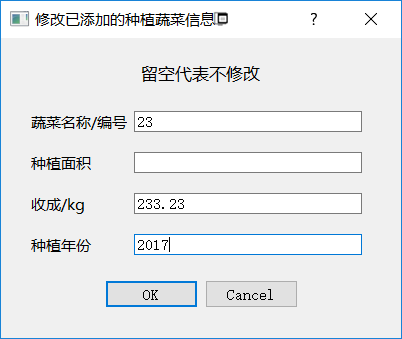 修改已添加的种植蔬菜信息
?
留空代表不修改
蔬菜名称/编号 23
种植面积
收成/kg 233.23
种植年份 2017
OK Cancel